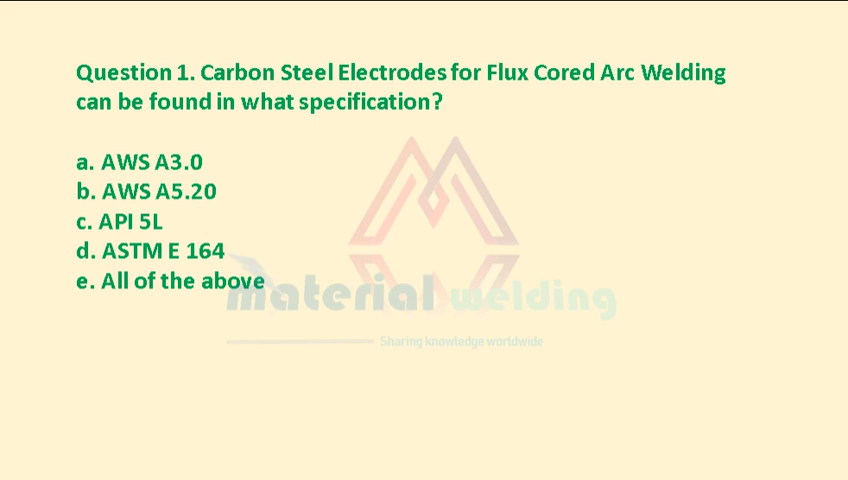 Question 1. Carbon Steel Electrodes for Flux Cored Arc Welding
can be found in what specification?
a. AWS A3.0
b. AWS A5.20
c. API 5L
d. ASTM E 164
e. All of the above
material welding
Sharing knowledge worldwide